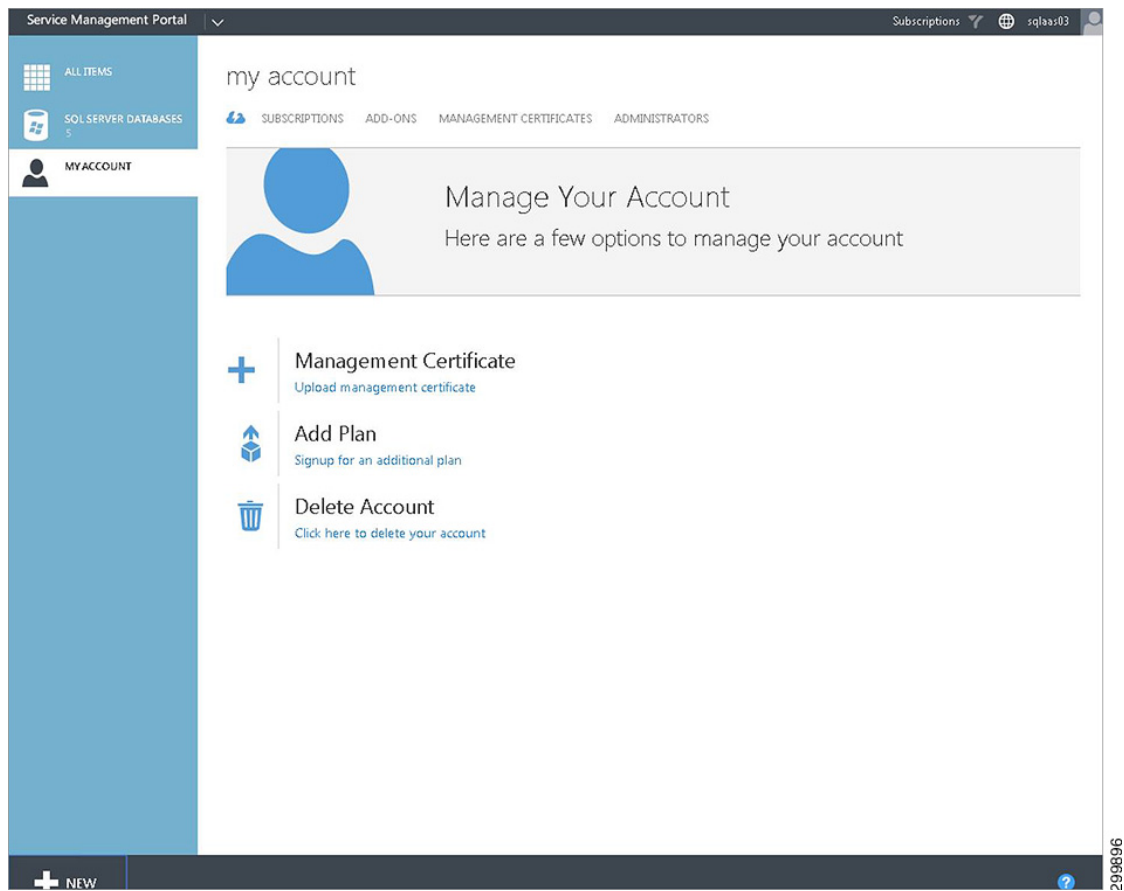 Service Management Portal
Subscriptions
sqlaas03
ALL ITEMS
SQL SERVER DATABASES
5
MY ACCOUNT
my account
SUBSCRIPTIONS ADD-ONS MANAGEMENT CERTIFICATES ADMINISTRATORS
Manage Your Account
Here are a few options to manage your account
Management Certificate
Upload management certificate
Add Plan
Signup for an additional plan
Delete Account
Click here to delete your account
NEW
?
299896